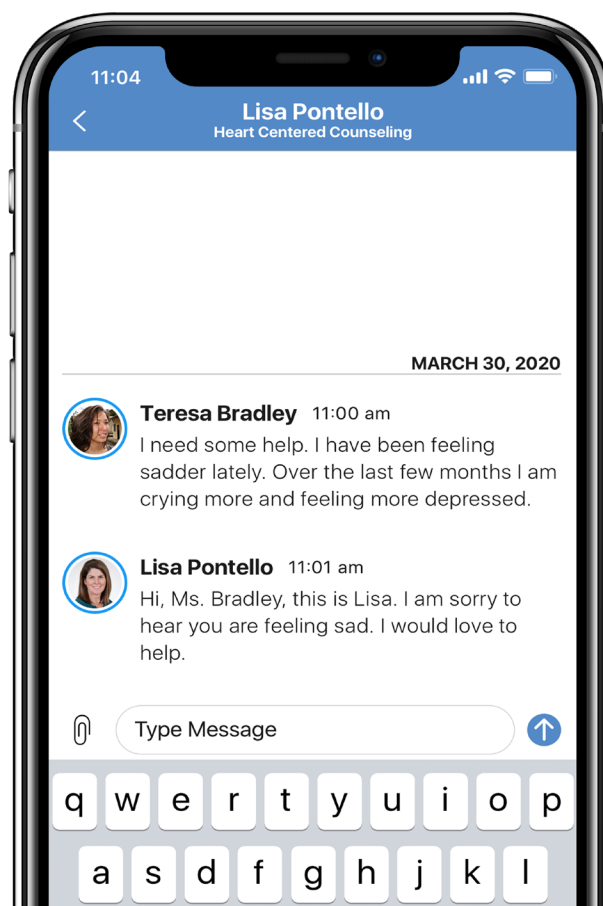 11:04
Lisa Pontello
Heart Centered Counseling
MARCH 30, 2020
Teresa Bradley 11:00 am
I need some help. I have been feeling
sadder lately. Over the last few months I am
crying more and feeling more depressed.
Lisa Pontello 11:01 am
Hi, Ms. Bradley, this is Lisa. I am sorry to
hear you are feeling sad. I would love to
help.
Type Message
q w e r t y u i o p
a s d f g h j k l